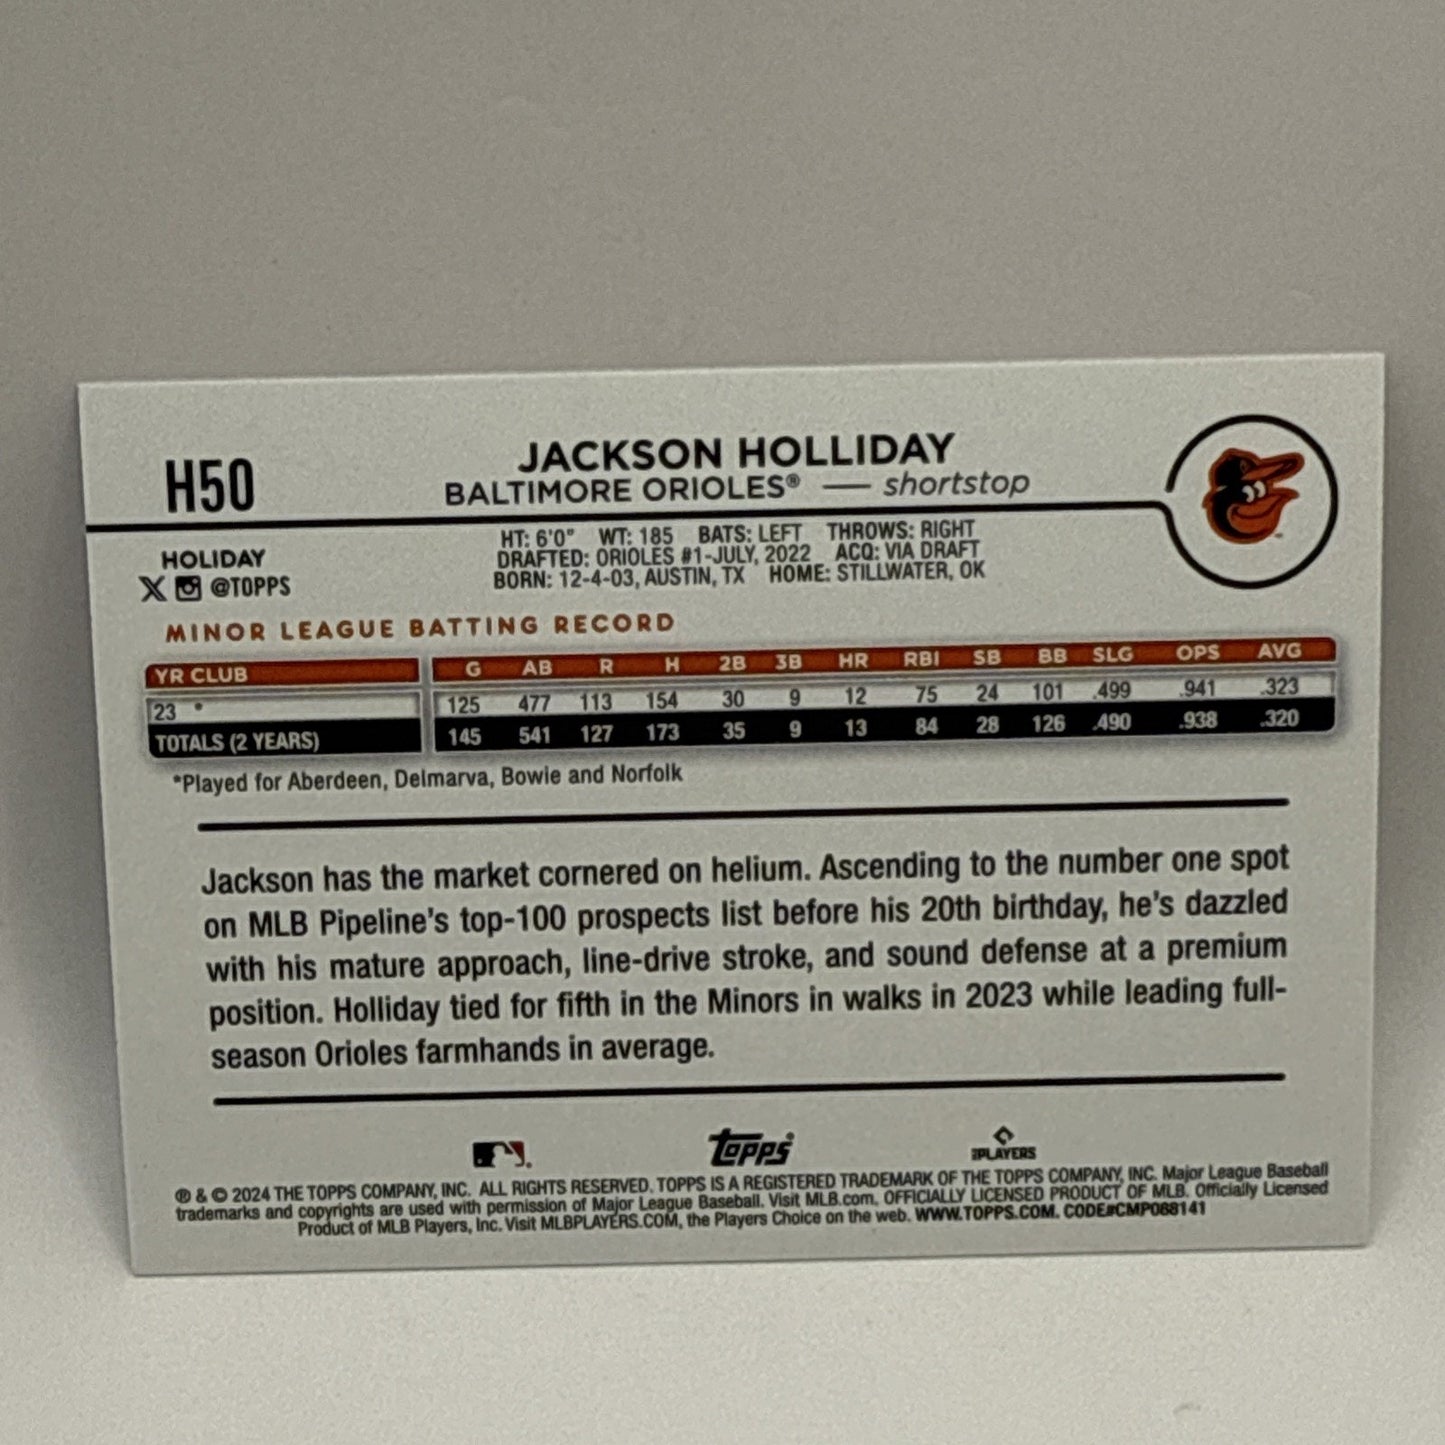 H50
JACKSON HOLLIDAY
BALTIMORE ORIOLES® — shortstop
HOLIDAY
@TOPPS
HT: 6'0" WT: 185 BATS: LEFT THROWS: RIGHT
DRAFTED: ORIOLES #1-JULY, 2022 ACQ: VIA DRAFT
BORN: 12-4-03, AUSTIN, TX HOME: STILLWATER, OK
MINOR LEAGUE BATTING RECORD
YR CLUB G AB R H 2B 3B HR RBI SB BB SLG OPS AVG
23 * 125 477 113 154 30 9 12 75 24 101 .499 .941 .323
TOTALS (2 YEARS) 145 541 127 173 35 9 13 84 28 126 .490 .938 .320
*Played for Aberdeen, Delmarva, Bowie and Norfolk
Jackson has the market cornered on helium. Ascending to the number one spot
on MLB Pipeline's top-100 prospects list before his 20th birthday, he's dazzled
with his mature approach, line-drive stroke, and sound defense at a premium
position. Holliday tied for fifth in the Minors in walks in 2023 while leading full-
season Orioles farmhands in average.
topps
PLAYERS
® & © 2024 THE TOPPS COMPANY, INC. ALL RIGHTS RESERVED. TOPPS IS A REGISTERED TRADEMARK OF THE TOPPS COMPANY, INC. Major League Baseball
trademarks and copyrights are used with permission of Major League Baseball. Visit MLB.com. OFFICIALLY LICENSED PRODUCT OF MLB. Officially Licensed
Product of MLB Players, Inc. Visit MLBPLAYERS.COM, the Players Choice on the web. WWW.TOPPS.COM. CODE#CMP068141